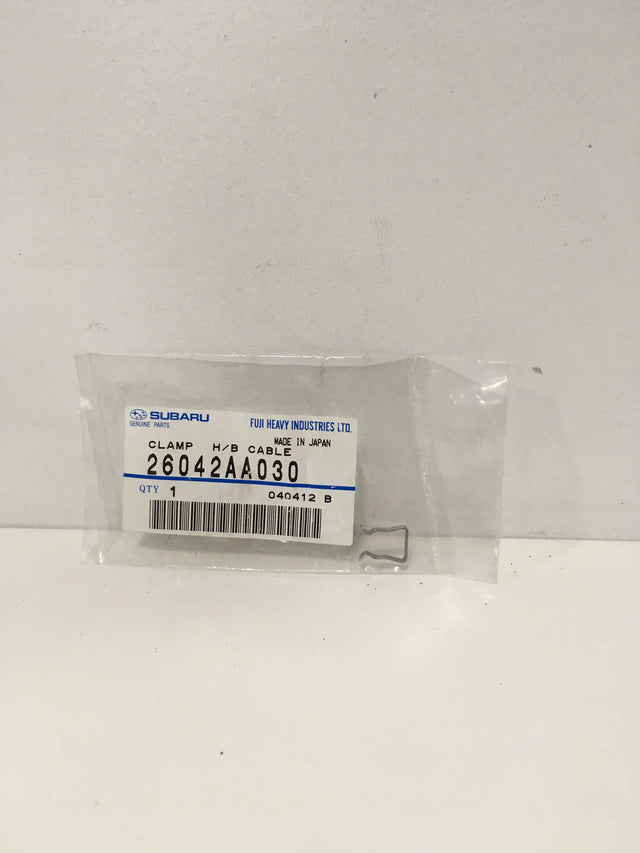 SUBARU FUJI HEAVY INDUSTRIES LTD.
GENUINE PARTS
MADE IN JAPAN
CLAMP H/B CABLE
26042AA030
QTY 1 040412 B